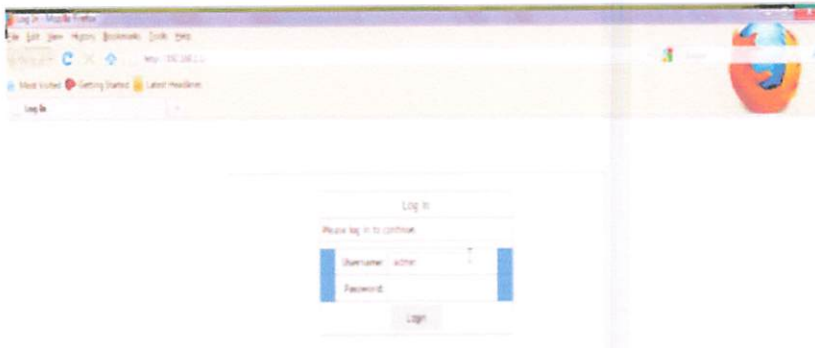 Log In - Mozilla Firefox
File Edit View History Bookmarks Tools Help
Most Visited Getting Started Latest Headlines
Log In
Log In
Please log in to continue.
Username: admin
Password:
Login